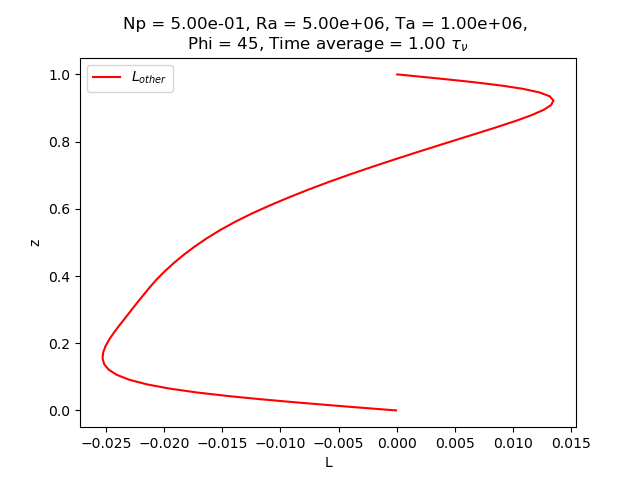 Np = 5.00e-01, Ra = 5.00e+06, Ta = 1.00e+06,
Phi = 45, Time average = 1.00 τν
L_other
1.0
0.8
0.6
0.4
0.2
0.0
z
−0.025 −0.020 −0.015 −0.010 −0.005 0.000 0.005 0.010 0.015
L